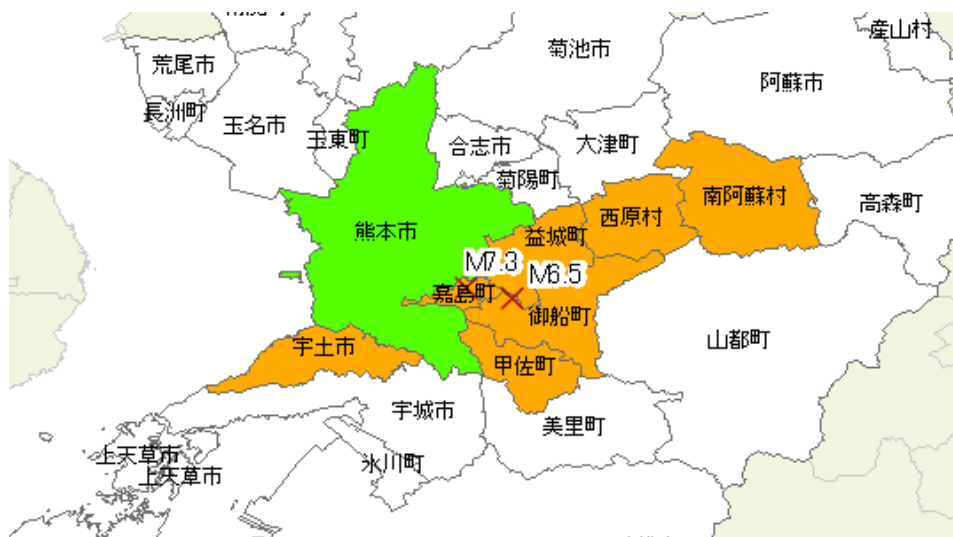 産山村
菊池市
荒尾市
阿蘇市
長洲町
玉名市
玉東町
合志市
大津町
菊陽町
南阿蘇村
高森町
西原村
熊本市
益城町
M7.3
M6.5
嘉島町
御船町
山都町
宇土市
甲佐町
宇城市
美里町
上天草市
氷川町
上天草市